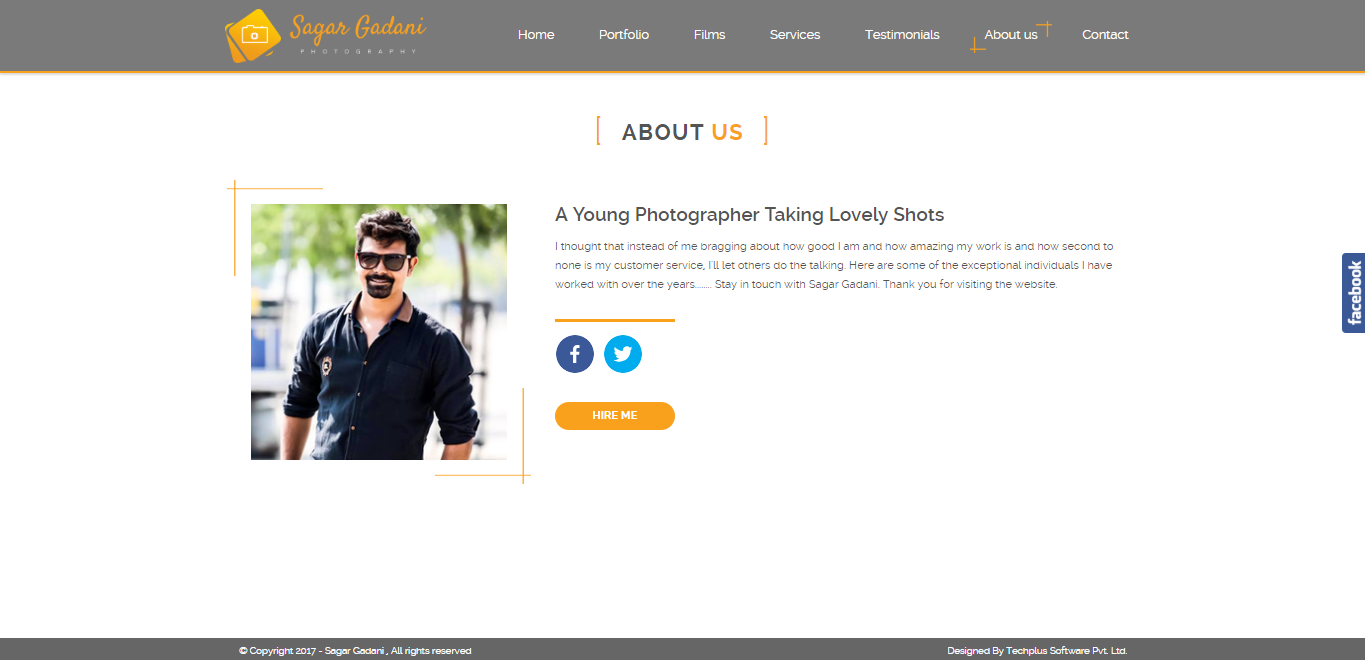 Sagar Gadani
PHOTOGRAPHY
Home Portfolio Films Services Testimonials About us Contact
[ ABOUT US ]
A Young Photographer Taking Lovely Shots
I thought that instead of me bragging about how good I am and how amazing my work is and how second to
none is my customer service, I'll let others do the talking. Here are some of the exceptional individuals I have
worked with over the years........ Stay in touch with Sagar Gadani. Thank you for visiting the website.
HIRE ME
facebook
© Copyright 2017 - Sagar Gadani , All rights reserved
Designed By Techplus Software Pvt. Ltd.